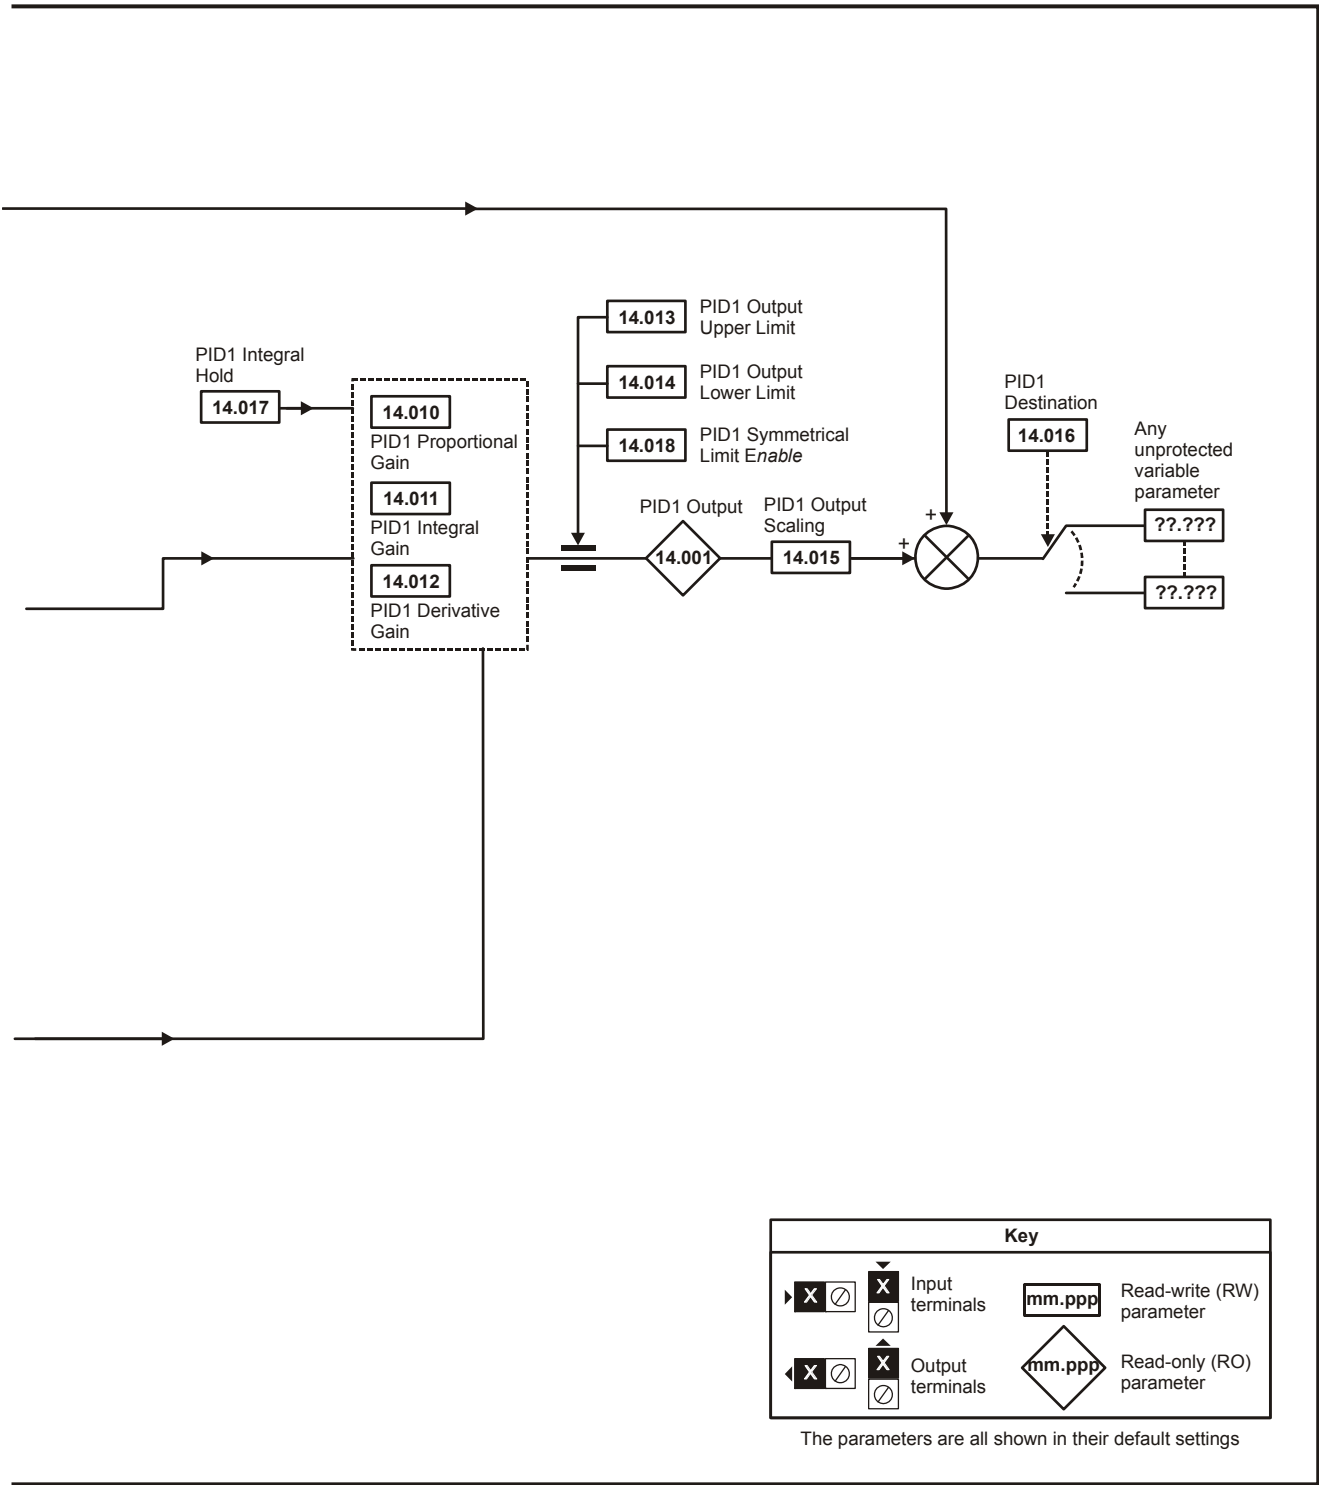 14.013
PID1 Output
Upper Limit
14.014
PID1 Output
Lower Limit
14.018
PID1 Symmetrical
Limit Enable
PID1 Integral
Hold
14.017
14.010
PID1 Proportional
Gain
14.011
PID1 Integral
Gain
14.012
PID1 Derivative
Gain
PID1 Output
14.001
PID1 Output
Scaling
14.015
+
+
PID1
Destination
14.016
Any
unprotected
variable
parameter
??.???
??.???
Key
X
X
Input
terminals
mm.ppp
Read-write (RW)
parameter
X
X
Output
terminals
mm.ppp
Read-only (RO)
parameter
The parameters are all shown in their default settings